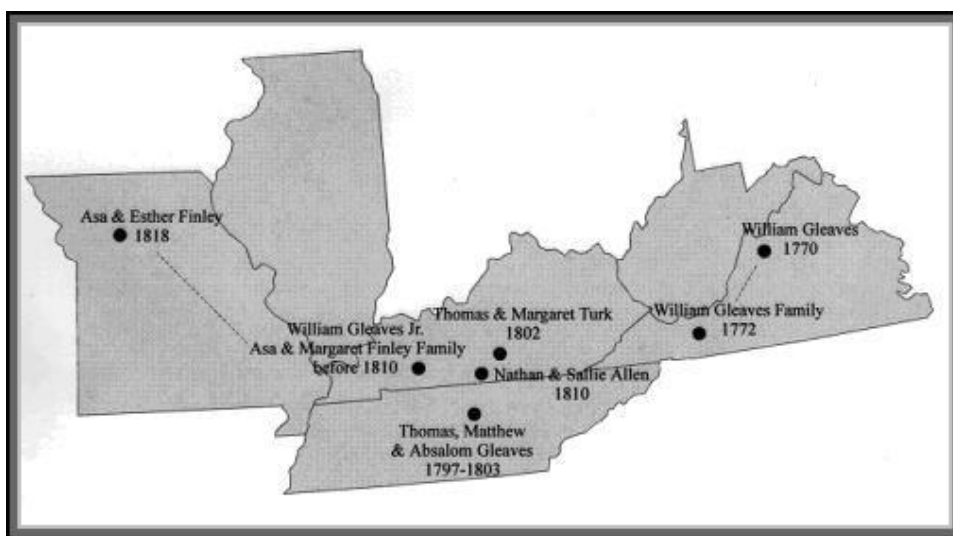 Asa & Esther Finley
1818
William Gleaves
1770
William Gleaves Family
1772
Thomas & Margaret Turk
1802
William Gleaves Jr.
Asa & Margaret Finley Family
before 1810
Nathan & Sallie Allen
1810
Thomas, Matthew
& Absalom Gleaves
1797-1803